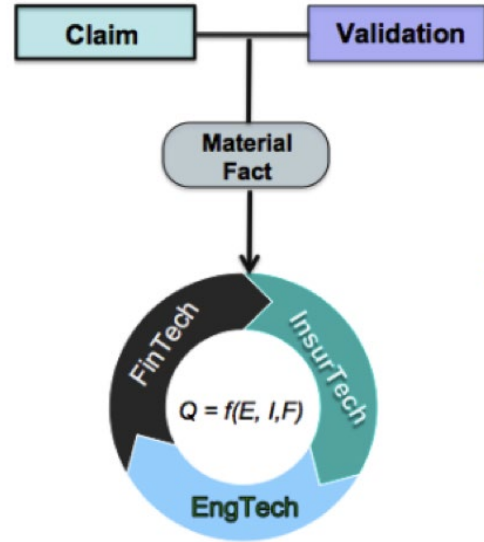 Claim
Validation
Material
Fact
FinTech
InsurTech
Q = f(E, I,F)
EngTech